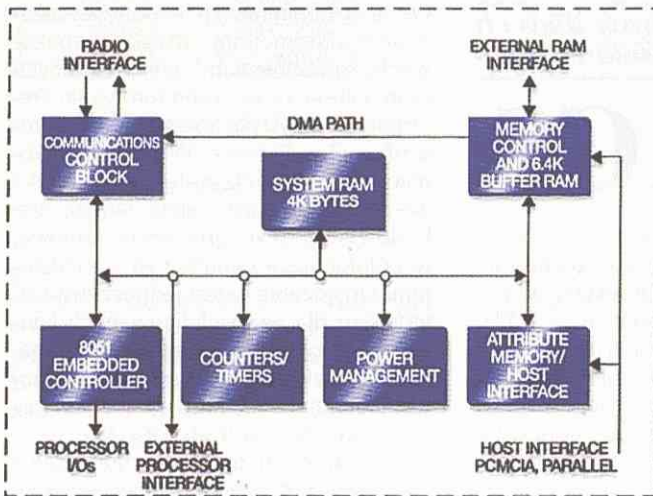 RADIO
INTERFACE
EXTERNAL RAM
INTERFACE
DMA PATH
COMMUNICATIONS
CONTROL
BLOCK
SYSTEM RAM
4K BYTES
MEMORY
CONTROL
AND 6.4K
BUFFER RAM
8051
EMBEDDED
CONTROLLER
COUNTERS/
TIMERS
POWER
MANAGEMENT
ATTRIBUTE
MEMORY/
HOST
INTERFACE
PROCESSOR
I/Os
EXTERNAL
PROCESSOR
INTERFACE
HOST INTERFACE
PCMCIA, PARALLEL